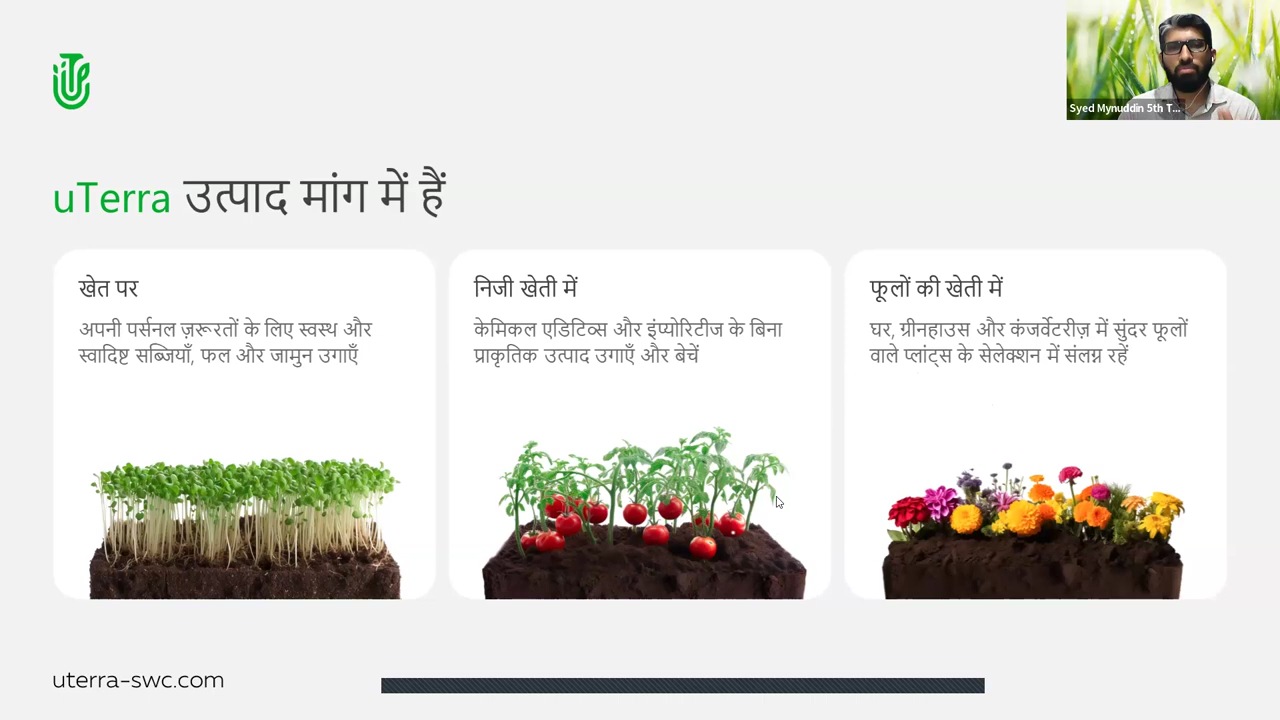 Syed Mynuddin 5th T...
uTerra उत्पाद मांग में हैं
खेत पर
अपनी पर्सनल ज़रूरतों के लिए स्वस्थ और
स्वादिष्ट सब्जियाँ, फल और जामुन उगाएँ
निजी खेती में
केमिकल एडिटिव्स और इंप्योरिटीज के बिना
प्राकृतिक उत्पाद उगाएँ और बेचें
फूलों की खेती में
घर, ग्रीनहाउस और कंजर्वेटरीज़ में सुंदर फूलों
वाले प्लांट्स के सेलेक्शन में संलग्न रहें
uterra-swc.com